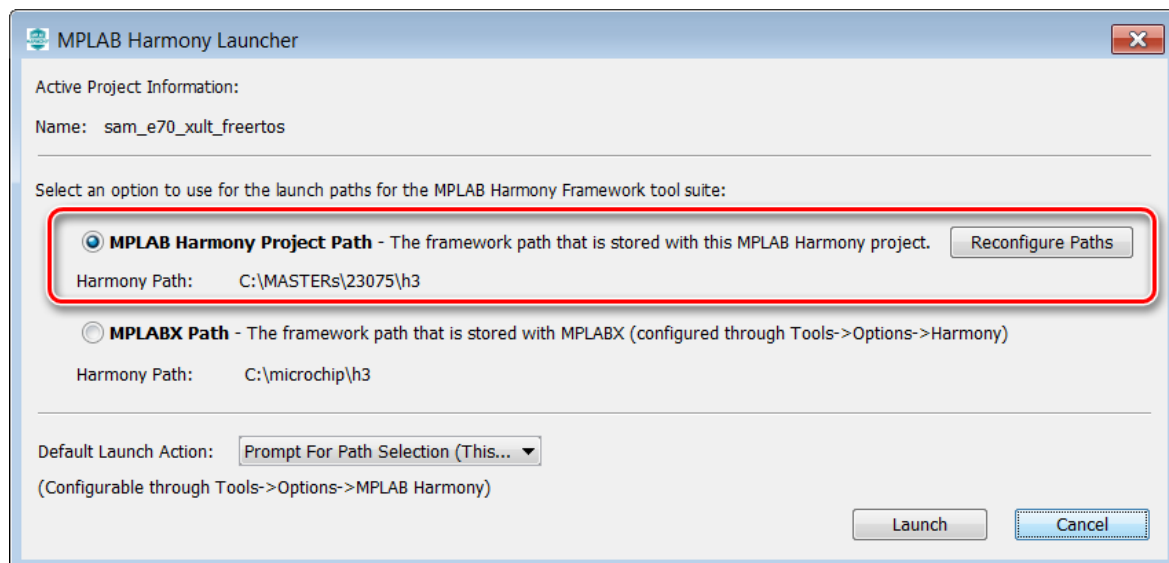 MPLAB Harmony Launcher
Active Project Information:
Name: sam_e70_xult_freertos
Select an option to use for the launch paths for the MPLAB Harmony Framework tool suite:
MPLAB Harmony Project Path - The framework path that is stored with this MPLAB Harmony project. Reconfigure Paths
Harmony Path: C:\MASTERs\23075\h3
MPLABX Path - The framework path that is stored with MPLABX (configured through Tools->Options->Harmony)
Harmony Path: C:\microchip\h3
Default Launch Action: Prompt For Path Selection (This...
(Configurable through Tools->Options->MPLAB Harmony)
Launch Cancel